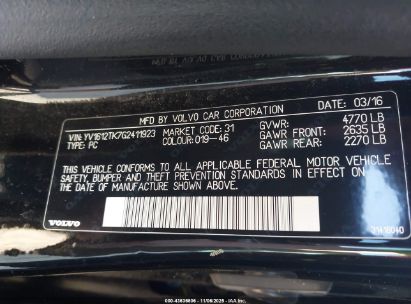 MFD BY VOLVO CAR CORPORATION DATE: 03/16
VIN: YV1612TK7G2411923 MARKET CODE: 31 GVWR: 4770 LB
TYPE: PC COLOUR: 019-46 GAWR FRONT: 2635 LB
GAWR REAR: 2270 LB
THIS VEHICLE CONFORMS TO ALL APPLICABLE FEDERAL MOTOR VEHICLE
SAFETY, BUMPER AND THEFT PREVENTION STANDARDS IN EFFECT ON THE
DATE OF MANUFACTURE SHOWN ABOVE.
VOLVO